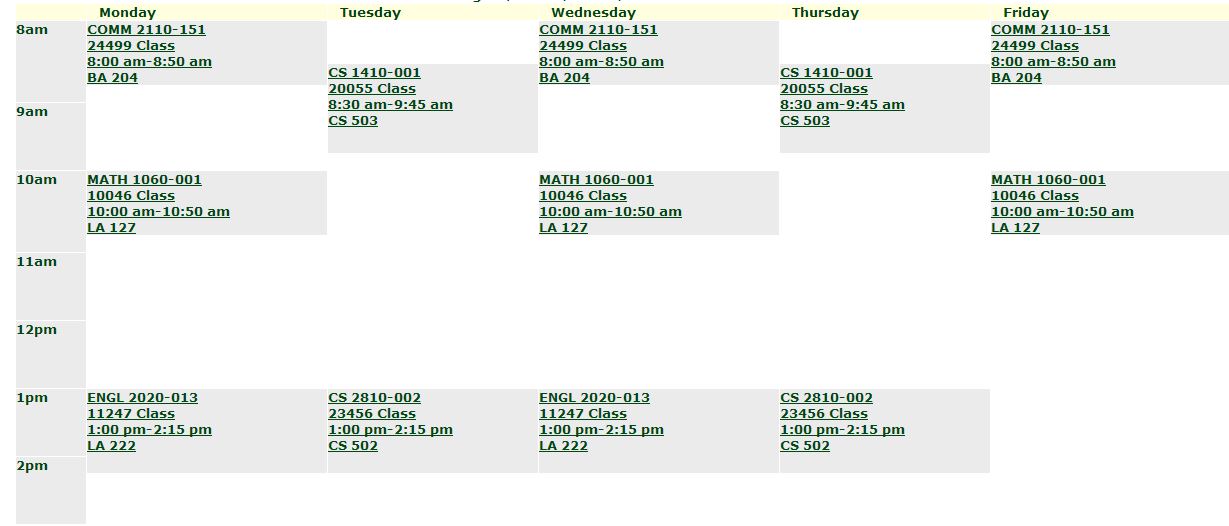 Monday Tuesday Wednesday Thursday Friday
8am
COMM 2110-151
24499 Class
8:00 am-8:50 am
BA 204
CS 1410-001
20055 Class
8:30 am-9:45 am
CS 503
COMM 2110-151
24499 Class
8:00 am-8:50 am
BA 204
CS 1410-001
20055 Class
8:30 am-9:45 am
CS 503
COMM 2110-151
24499 Class
8:00 am-8:50 am
BA 204
9am
10am
MATH 1060-001
10046 Class
10:00 am-10:50 am
LA 127
MATH 1060-001
10046 Class
10:00 am-10:50 am
LA 127
MATH 1060-001
10046 Class
10:00 am-10:50 am
LA 127
11am
12pm
1pm
ENGL 2020-013
11247 Class
1:00 pm-2:15 pm
LA 222
CS 2810-002
23456 Class
1:00 pm-2:15 pm
CS 502
ENGL 2020-013
11247 Class
1:00 pm-2:15 pm
LA 222
CS 2810-002
23456 Class
1:00 pm-2:15 pm
CS 502
2pm